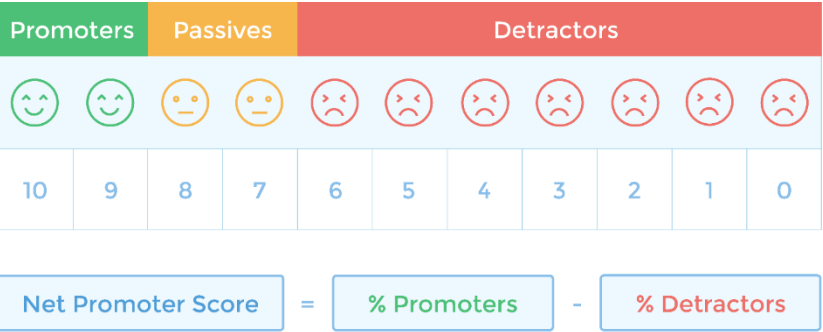 Promoters Passives Detractors
10 9 8 7 6 5 4 3 2 1 0
Net Promoter Score = % Promoters - % Detractors